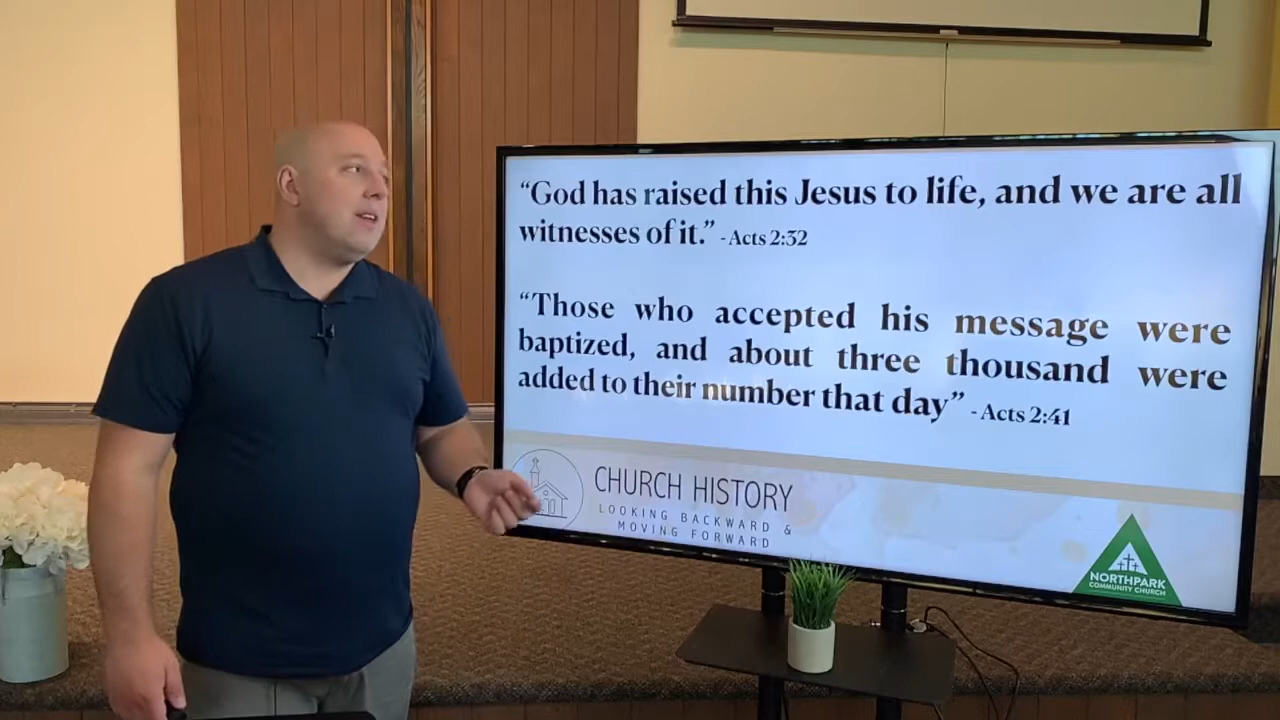 “God has raised this Jesus to life, and we are all
witnesses of it.” - Acts 2:32
“Those who accepted his message were
baptized, and about three thousand were
added to their number that day” - Acts 2:41
CHURCH HISTORY
LOOKING BACKWARD &
MOVING FORWARD
NORTHPARK
COMMUNITY CHURCH